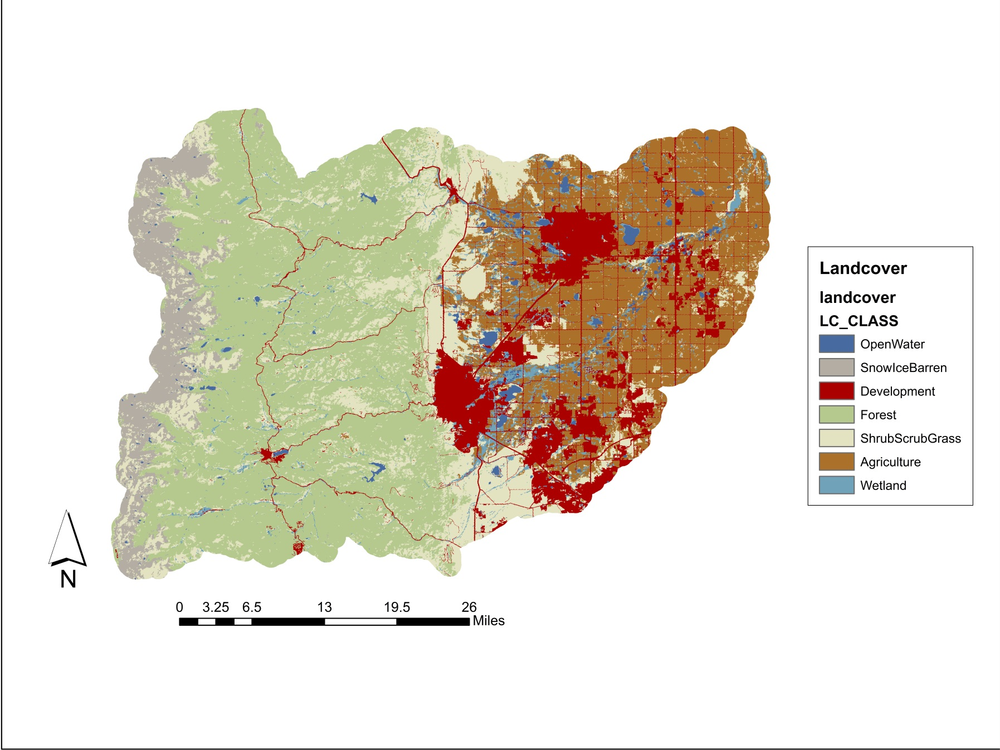 Landcover
landcover
LC_CLASS
OpenWater
SnowIceBarren
Development
Forest
ShrubScrubGrass
Agriculture
Wetland
N
0 3.25 6.5 13 19.5 26
Miles